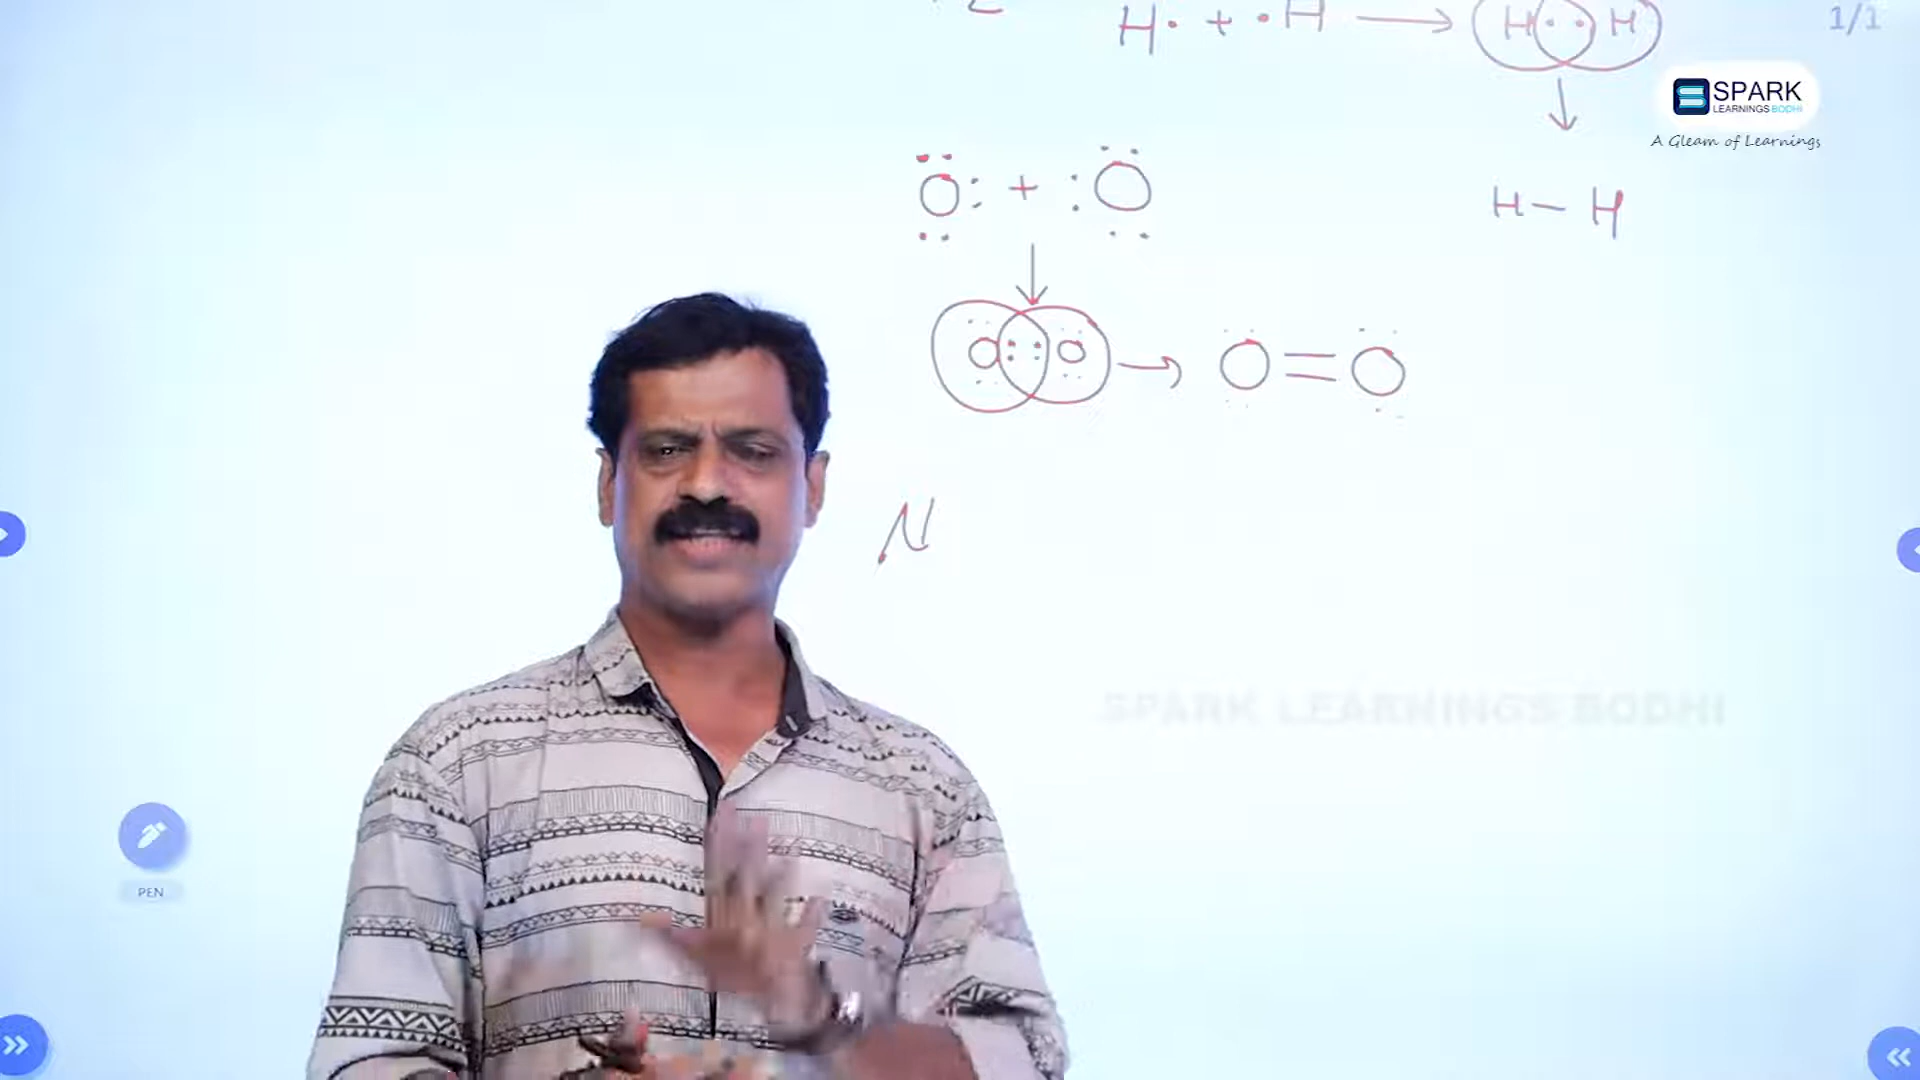 H· + ·H ⟶ H : H
1/1
SPARK
LEARNINGS BODHI
A Gleam of Learnings
O: + :O
H – H
O :: O → O = O
N
SPARK LEARNINGS BODHI
PEN